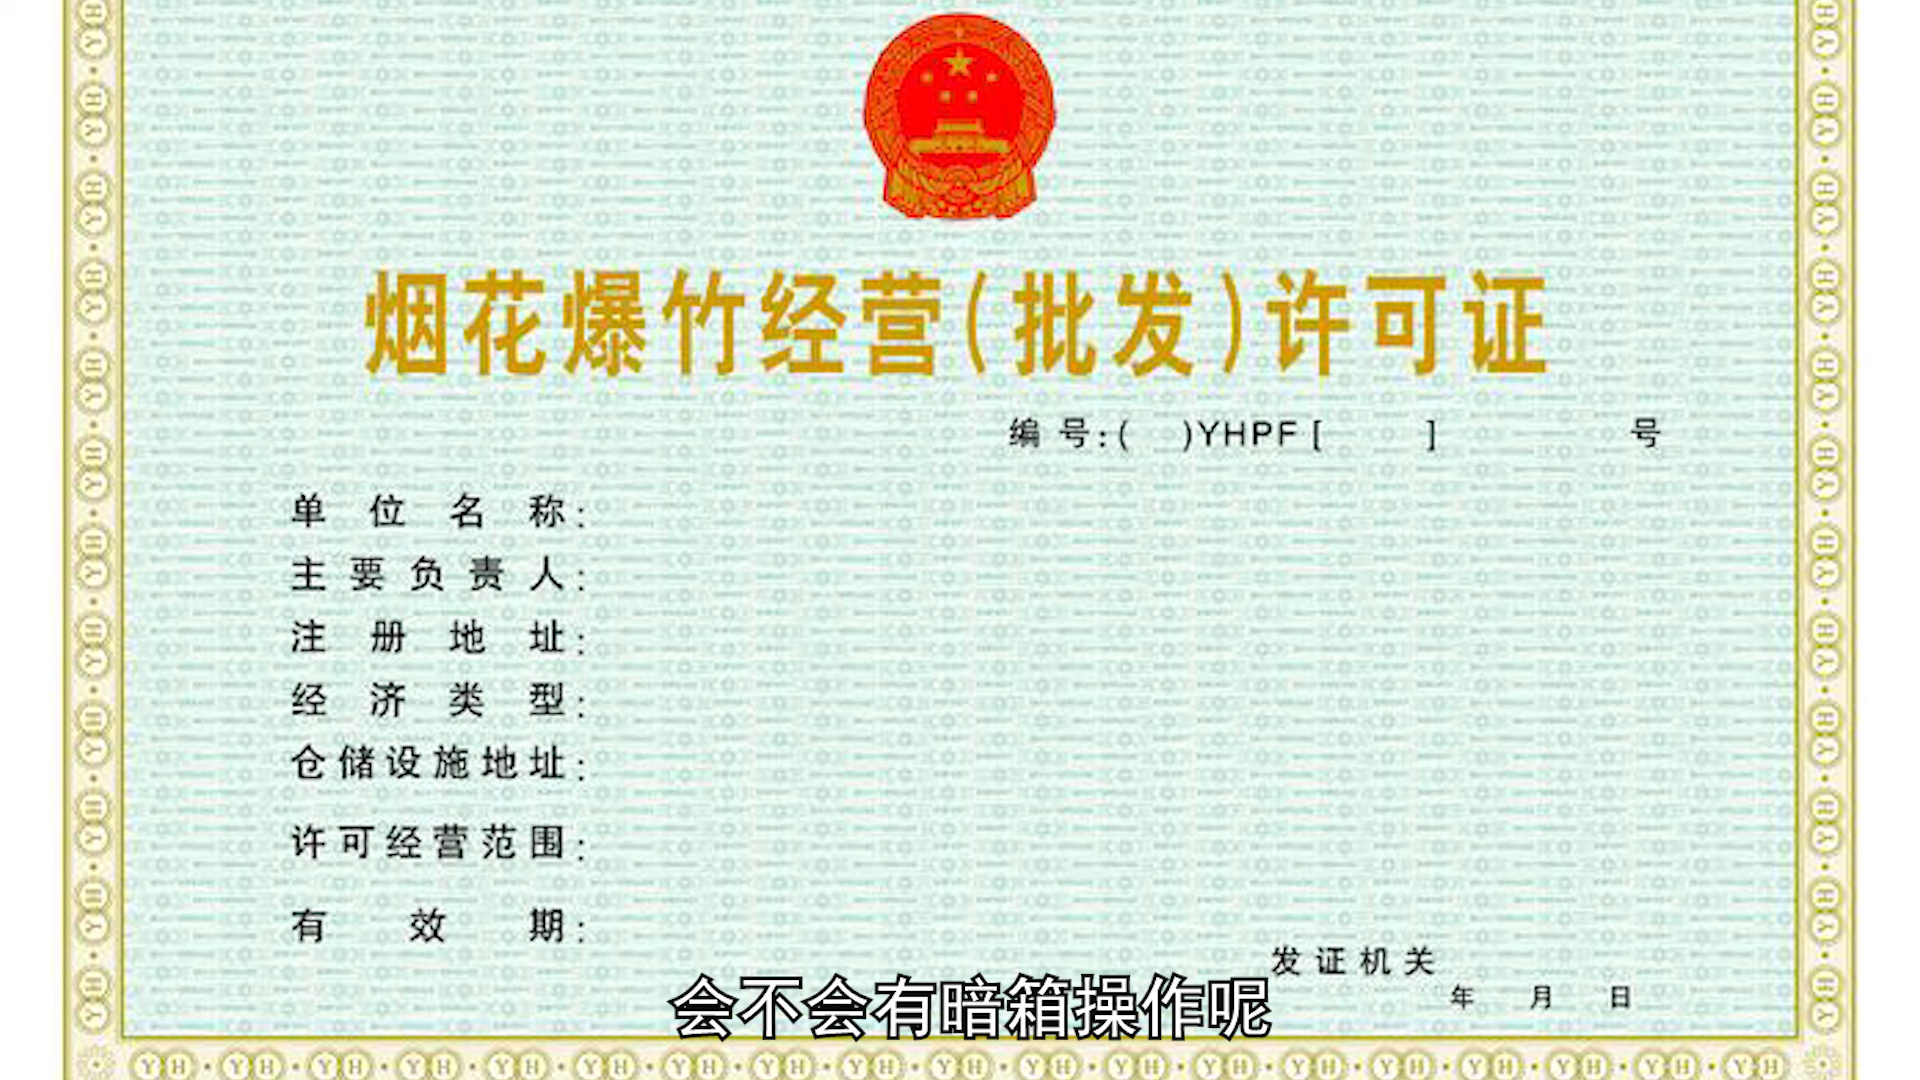 烟花爆竹经营(批发)许可证
编号:( )YHPF[ ] 号
单位名称:
主要负责人:
注册地址:
经济类型:
仓储设施地址:
许可经营范围:
有效期:
发证机关
年 月 日
会不会有暗箱操作呢